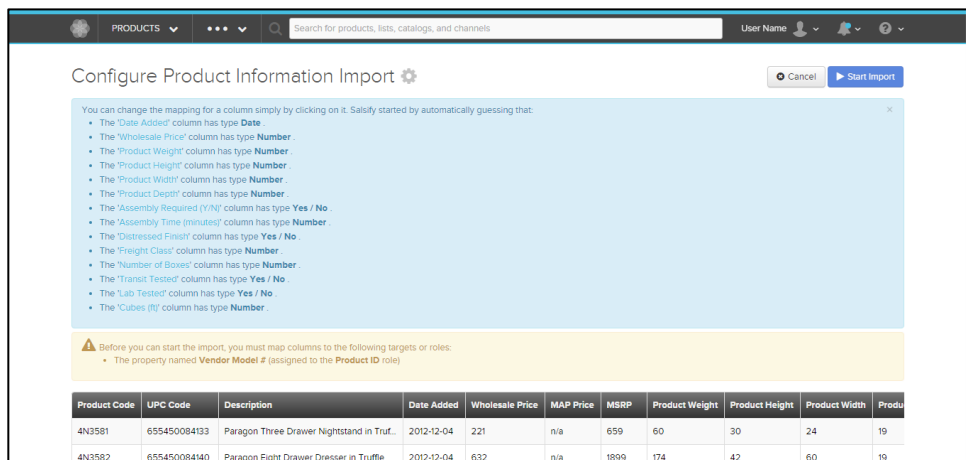 PRODUCTS
Search for products, lists, catalogs, and channels
User Name
Configure Product Information Import
Cancel
Start Import
You can change the mapping for a column simply by clicking on it. Salsify started by automatically guessing that:
• The 'Date Added' column has type Date .
• The 'Wholesale Price' column has type Number .
• The 'Product Weight' column has type Number .
• The 'Product Height' column has type Number .
• The 'Product Width' column has type Number .
• The 'Product Depth' column has type Number .
• The 'Assembly Required (Y/N)' column has type Yes / No .
• The 'Assembly Time (minutes)' column has type Number .
• The 'Distressed Finish' column has type Yes / No .
• The 'Freight Class' column has type Number .
• The 'Number of Boxes' column has type Number .
• The 'Transit Tested' column has type Yes / No .
• The 'Lab Tested' column has type Yes / No .
• The 'Cubes (ft)' column has type Number .
Before you can start the import, you must map columns to the following targets or roles:
• The property named Vendor Model # (assigned to the Product ID role)
Product Code UPC Code Description Date Added Wholesale Price MAP Price MSRP Product Weight Product Height Product Width Produ
4N3581 655450084133 Paragon Three Drawer Nightstand in Truf... 2012-12-04 221 n/a 659 60 30 24 19
4N3582 655450084140 Paragon Eight Drawer Dresser in Truffle 2012-12-04 632 n/a 1899 174 42 60 19